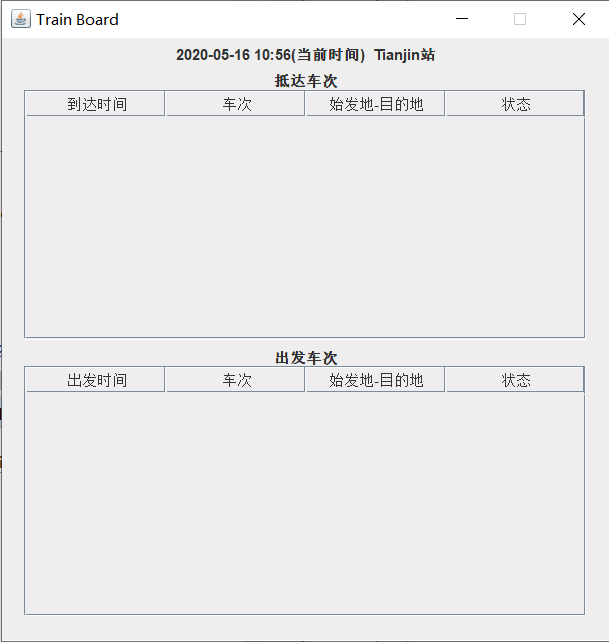 Train Board
2020-05-16 10:56(当前时间) Tianjin站
抵达车次
到达时间 车次 始发地-目的地 状态
出发车次
出发时间 车次 始发地-目的地 状态